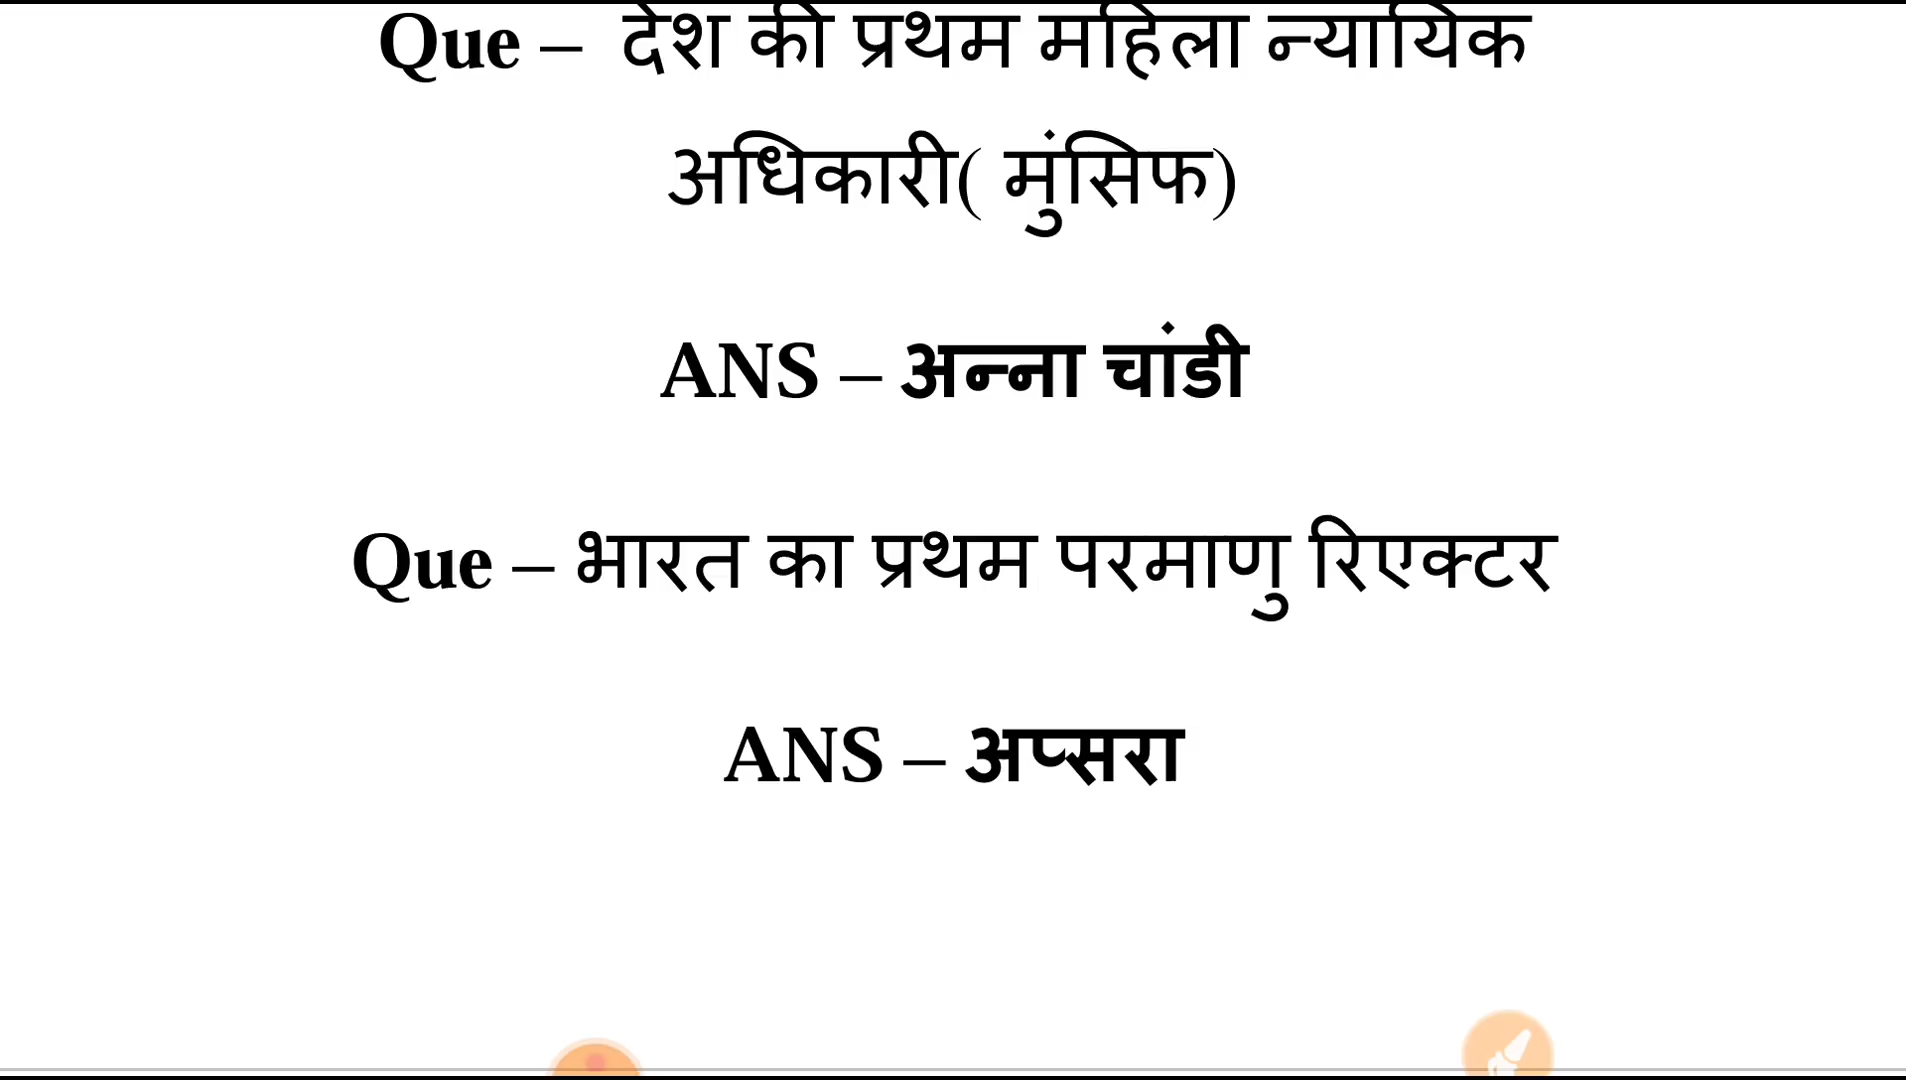 Que – देश की प्रथम महिला न्यायिक
अधिकारी( मुंसिफ)
ANS – अन्ना चांडी
Que – भारत का प्रथम परमाणु रिएक्टर
ANS – अप्सरा